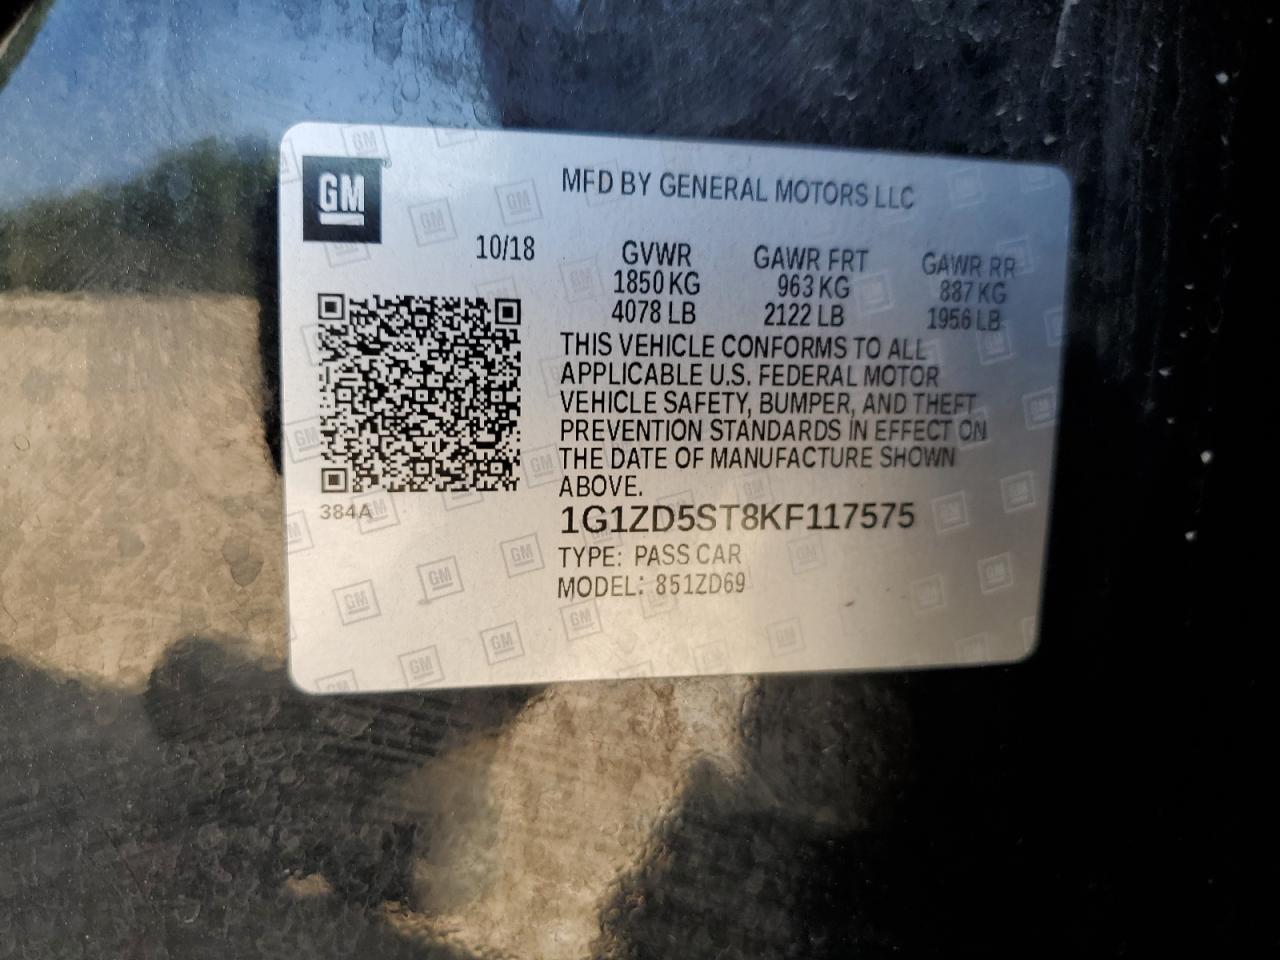 GM
MFD BY GENERAL MOTORS LLC
10/18
GVWR GAWR FRT GAWR RR
1850 KG 963 KG 887 KG
4078 LB 2122 LB 1956 LB
THIS VEHICLE CONFORMS TO ALL
APPLICABLE U.S. FEDERAL MOTOR
VEHICLE SAFETY, BUMPER, AND THEFT
PREVENTION STANDARDS IN EFFECT ON
THE DATE OF MANUFACTURE SHOWN
ABOVE.
384A
1G1ZD5ST8KF117575
TYPE: PASS CAR
MODEL: 851ZD69